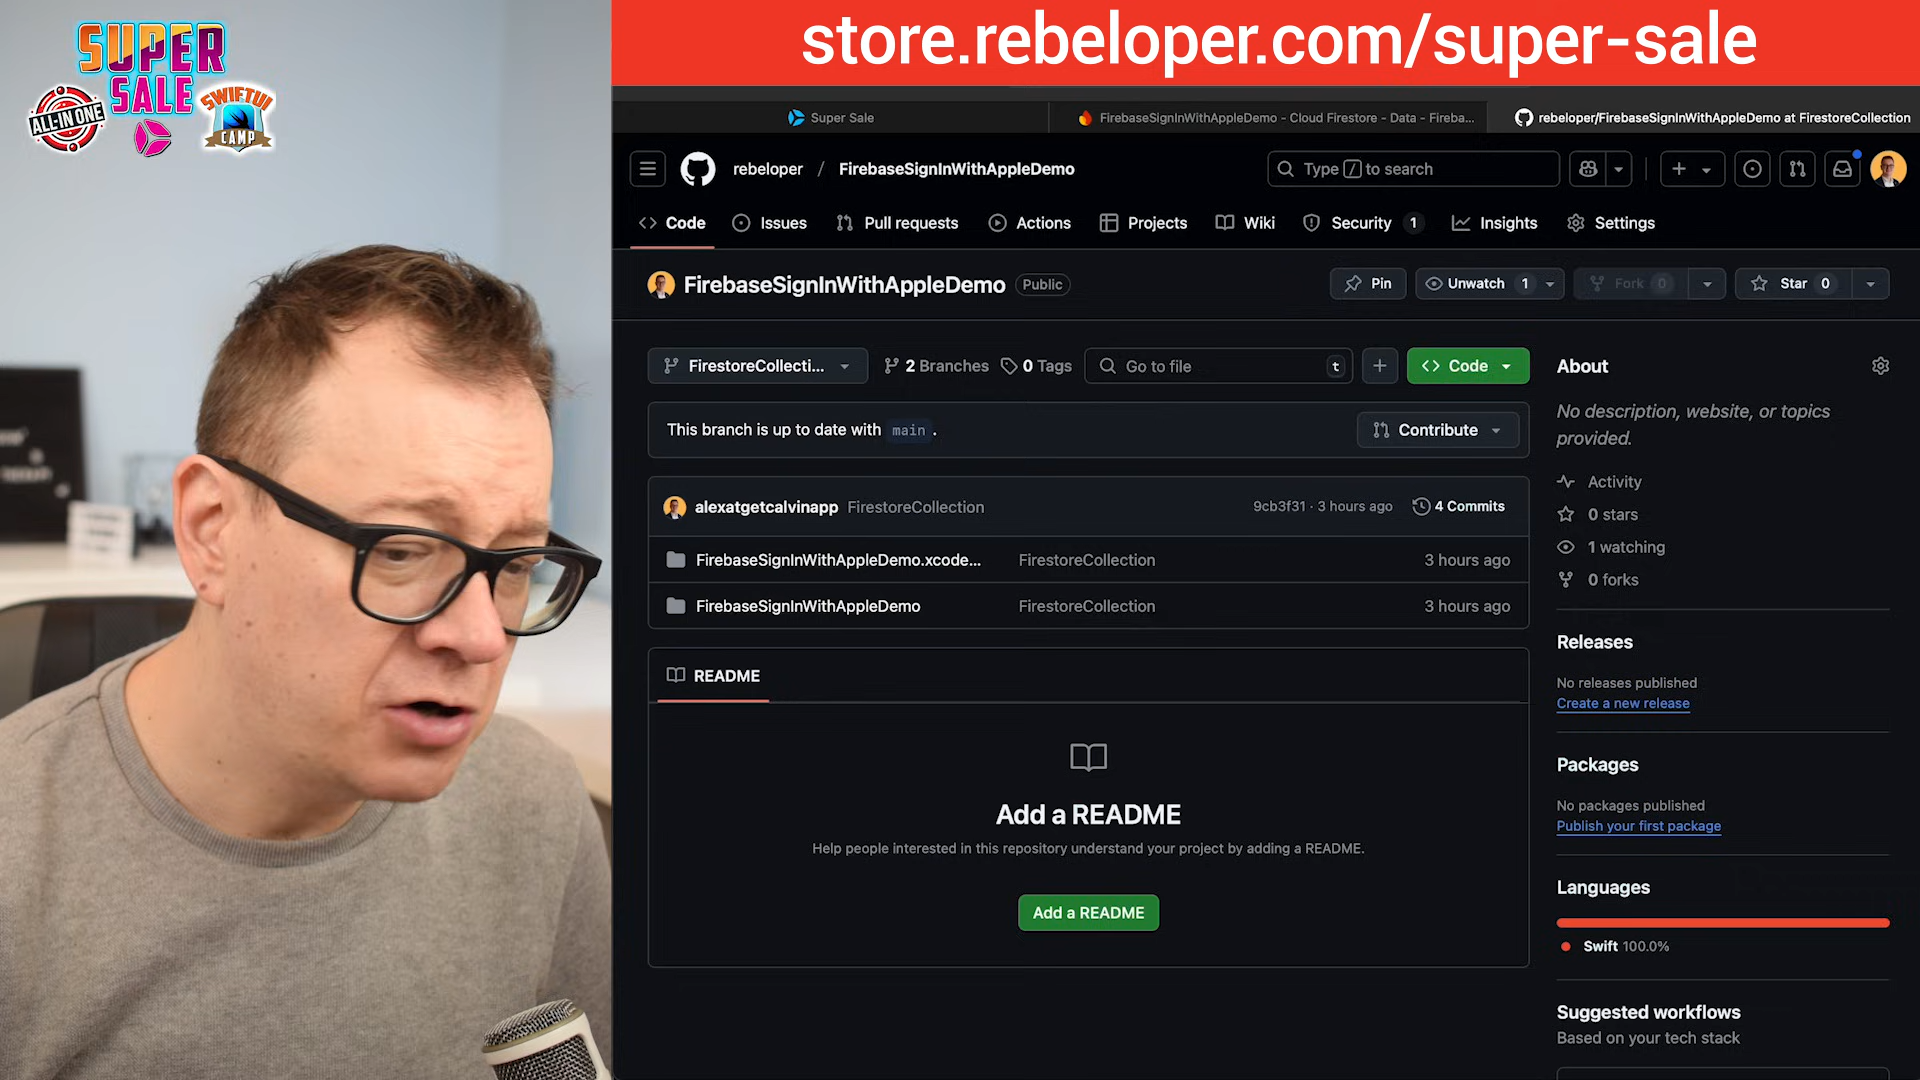 SUPER
SALE
ALL-IN-ONE
SWIFTUI
CAMP
store.rebeloper.com/super-sale
Super Sale
FirebaseSignInWithAppleDemo - Cloud Firestore - Data - Fireba...
rebeloper/FirebaseSignInWithAppleDemo at FirestoreCollection
rebeloper / FirebaseSignInWithAppleDemo
Type / to search
Code
Issues
Pull requests
Actions
Projects
Wiki
Security 1
Insights
Settings
FirebaseSignInWithAppleDemo Public
Pin
Unwatch 1
Fork 0
Star 0
FirestoreCollecti...
2 Branches
0 Tags
Go to file t
Code
This branch is up to date with main .
Contribute
alexatgetcalvinapp FirestoreCollection 9cb3f31 · 3 hours ago 4 Commits
FirebaseSignInWithAppleDemo.xcode... FirestoreCollection 3 hours ago
FirebaseSignInWithAppleDemo FirestoreCollection 3 hours ago
README
Add a README
Help people interested in this repository understand your project by adding a README.
Add a README
About
No description, website, or topics
provided.
Activity
0 stars
1 watching
0 forks
Releases
No releases published
Create a new release
Packages
No packages published
Publish your first package
Languages
Swift 100.0%
Suggested workflows
Based on your tech stack